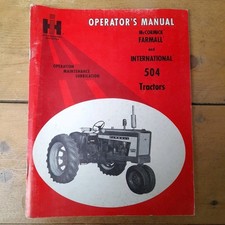 OPERATOR'S MANUAL
McCORMICK
FARMALL
and
INTERNATIONAL
504
Tractors
OPERATION
MAINTENANCE
LUBRICATION